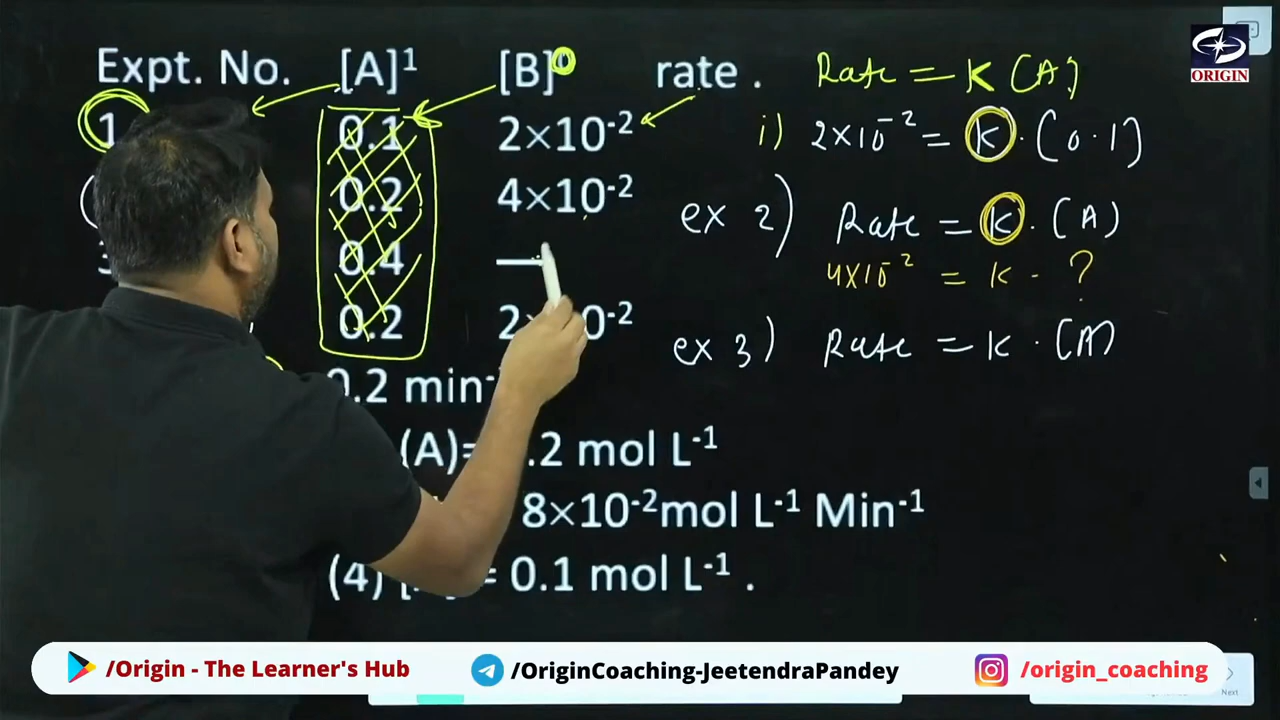 Expt. No. [A]¹ [B]⁰ rate . Rate = K (A)
ORIGIN
1 0.1 2×10⁻² i) 2×10⁻² = K · (0.1)
0.2 4×10⁻² ex 2) Rate = K · (A)
3 0.4 — 4×10⁻² = K - ?
0.2 ex 3) Rate = K · (A)
0.2 min
(A)= .2 mol L⁻¹
8×10⁻²mol L⁻¹ Min⁻¹
(4) = 0.1 mol L⁻¹ .
/Origin - The Learner's Hub /OriginCoaching-JeetendraPandey /origin_coaching
Next